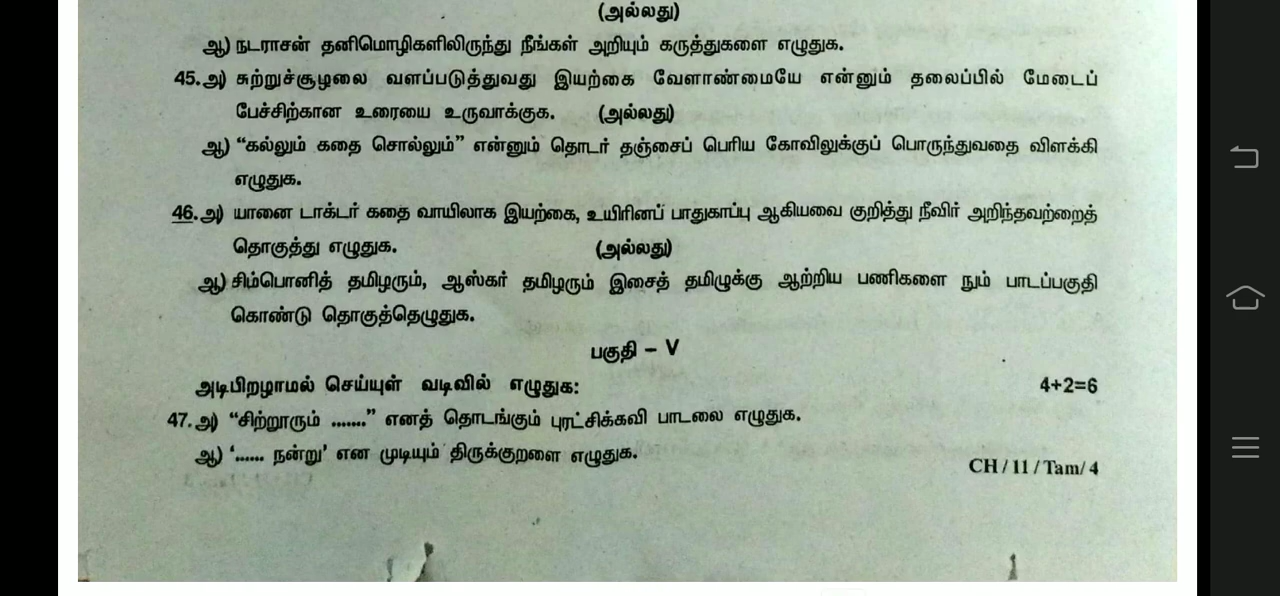 (அல்லது)
ஆ) நடராசன் தனிமொழிகளிலிருந்து நீங்கள் அறியும் கருத்துகளை எழுதுக.
45. அ) சுற்றுச்சூழலை வளப்படுத்துவது இயற்கை வேளாண்மையே என்னும் தலைப்பில் மேடைப்
பேச்சிற்கான உரையை உருவாக்குக. (அல்லது)
ஆ) “கல்லும் கதை சொல்லும்” என்னும் தொடர் தஞ்சைப் பெரிய கோவிலுக்குப் பொருந்துவதை விளக்கி
எழுதுக.
46. அ) யானை டாக்டர் கதை வாயிலாக இயற்கை, உயிரினப் பாதுகாப்பு ஆகியவை குறித்து நீவிர் அறிந்தவற்றைத்
தொகுத்து எழுதுக. (அல்லது)
ஆ) சிம்பொனித் தமிழரும், ஆஸ்கர் தமிழரும் இசைத் தமிழுக்கு ஆற்றிய பணிகளை நும் பாடப்பகுதி
கொண்டு தொகுத்தெழுதுக.
பகுதி – V
அடிபிறழாமல் செய்யுள் வடிவில் எழுதுக: 4+2=6
47. அ) “சிற்றூரும் .......” எனத் தொடங்கும் புரட்சிக்கவி பாடலை எழுதுக.
ஆ) ‘...... நன்று’ என முடியும் திருக்குறளை எழுதுக.
CH / 11 / Tam/ 4